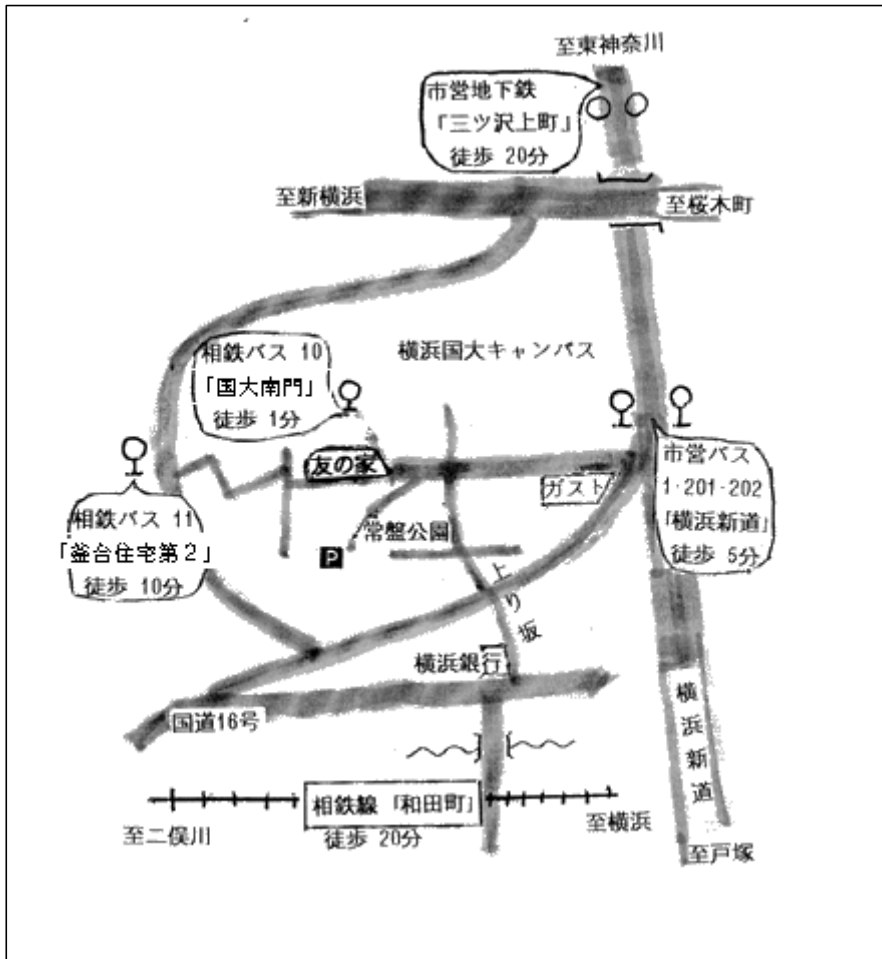 至東神奈川
市営地下鉄
「三ツ沢上町」
徒歩 20分
至新横浜
至桜木町
相鉄バス 10
「国大南門」
徒歩 1分
横浜国大キャンパス
友の家
ガスト
市営バス
1・201・202
「横浜新道」
徒歩 5分
相鉄バス 11
「釜台住宅第２」
徒歩 10分
P
常盤公園
上り坂
横浜銀行
国道16号
横浜新道
相鉄線「和田町」
徒歩 20分
至二俣川
至横浜
至戸塚